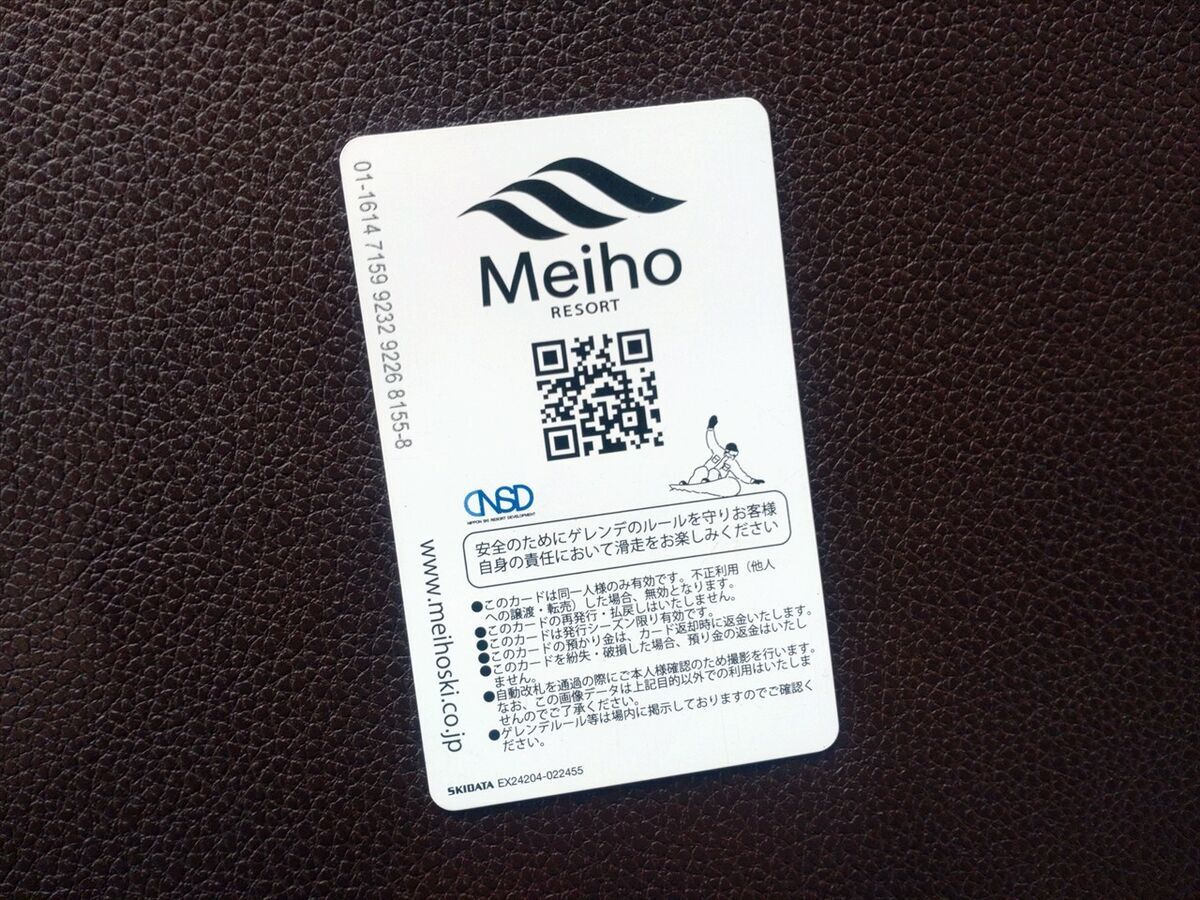 Meiho
RESORT
01-1614 7159 9232 9226 8155-8
NSD
NIPPON SKI RESORT DEVELOPMENT
安全のためにゲレンデのルールを守りお客様
自身の責任において滑走をお楽しみください
●このカードは同一人様のみ有効です。不正利用（他人
への譲渡・転売）した場合、無効となります。
●このカードの再発行・払戻しはいたしません。
●このカードは発行シーズン限り有効です。
●このカードの預かり金は、カード返却時に返金いたします。
●このカードを紛失・破損した場合、預り金の返金はいたし
ません。
●自動改札を通過の際にご本人様確認のため撮影を行います。
なお、この画像データは上記目的以外での利用はいたしま
せんのでご了承ください。
●ゲレンデルール等は場内に掲示しておりますのでご確認く
ださい。
www.meihoski.co.jp
SKIDATA EX24204-022455